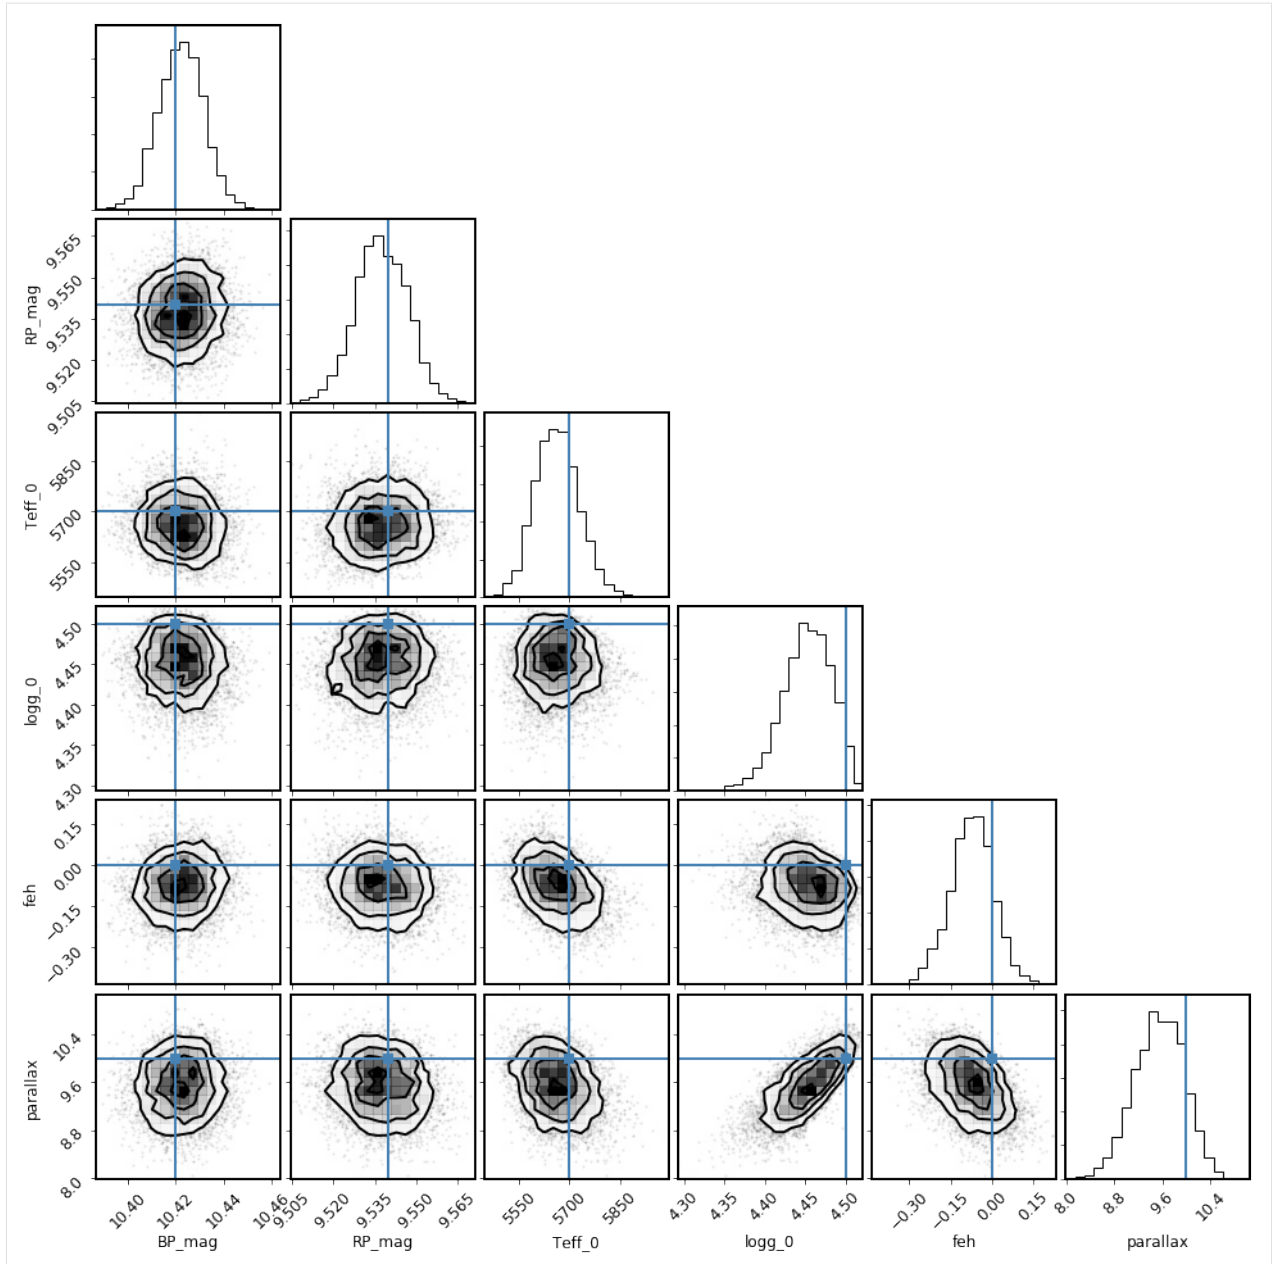 9.565
9.550
9.535
9.520
9.505
RP_mag
5850
5700
5550
Teff_0
4.50
4.45
4.40
4.35
4.30
logg_0
0.15
0.00
−0.15
−0.30
feh
10.4
9.6
8.8
8.0
parallax
10.40 10.42 10.44 10.46
9.505 9.520 9.535 9.550 9.565
5550 5700 5850
4.30 4.35 4.40 4.45 4.50
−0.30 −0.15 0.00 0.15
8.0 8.8 9.6 10.4
BP_mag RP_mag Teff_0 logg_0 feh parallax